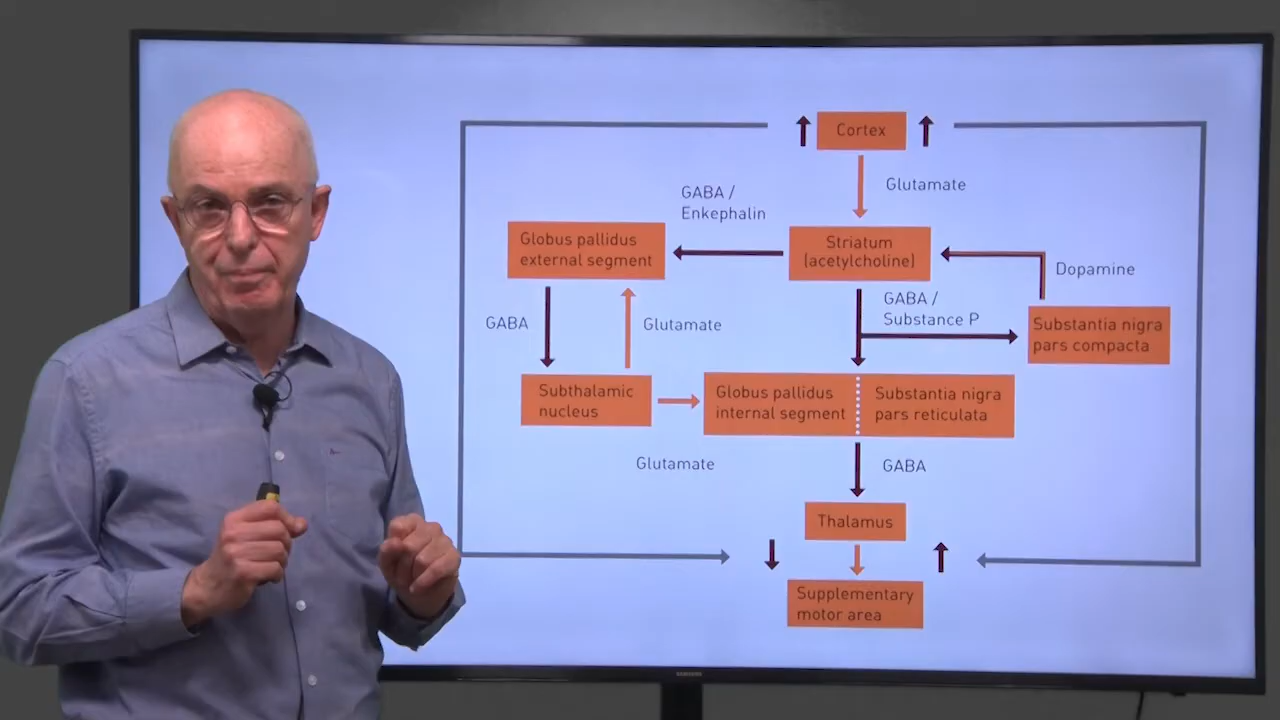 Cortex
Glutamate
GABA /
Enkephalin
Globus pallidus
external segment
Striatum
(acetylcholine)
Dopamine
GABA /
Substance P
GABA
Glutamate
Substantia nigra
pars compacta
Subthalamic
nucleus
Globus pallidus
internal segment
Substantia nigra
pars reticulata
Glutamate
GABA
Thalamus
Supplementary
motor area
SAMSUNG